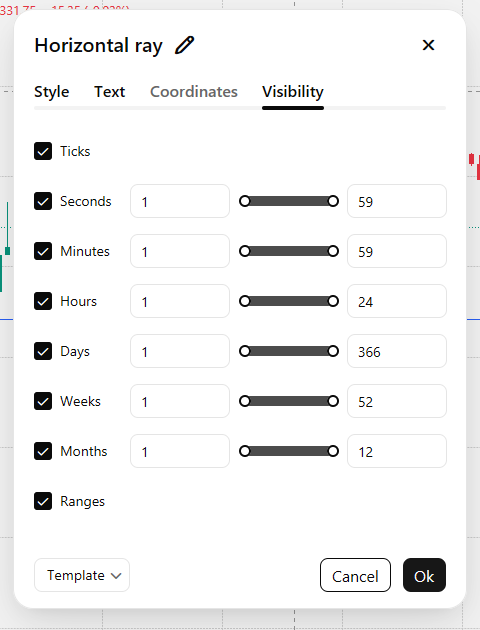 Horizontal ray
Style Text Coordinates Visibility
Ticks
Seconds 1 59
Minutes 1 59
Hours 1 24
Days 1 366
Weeks 1 52
Months 1 12
Ranges
Template Cancel Ok